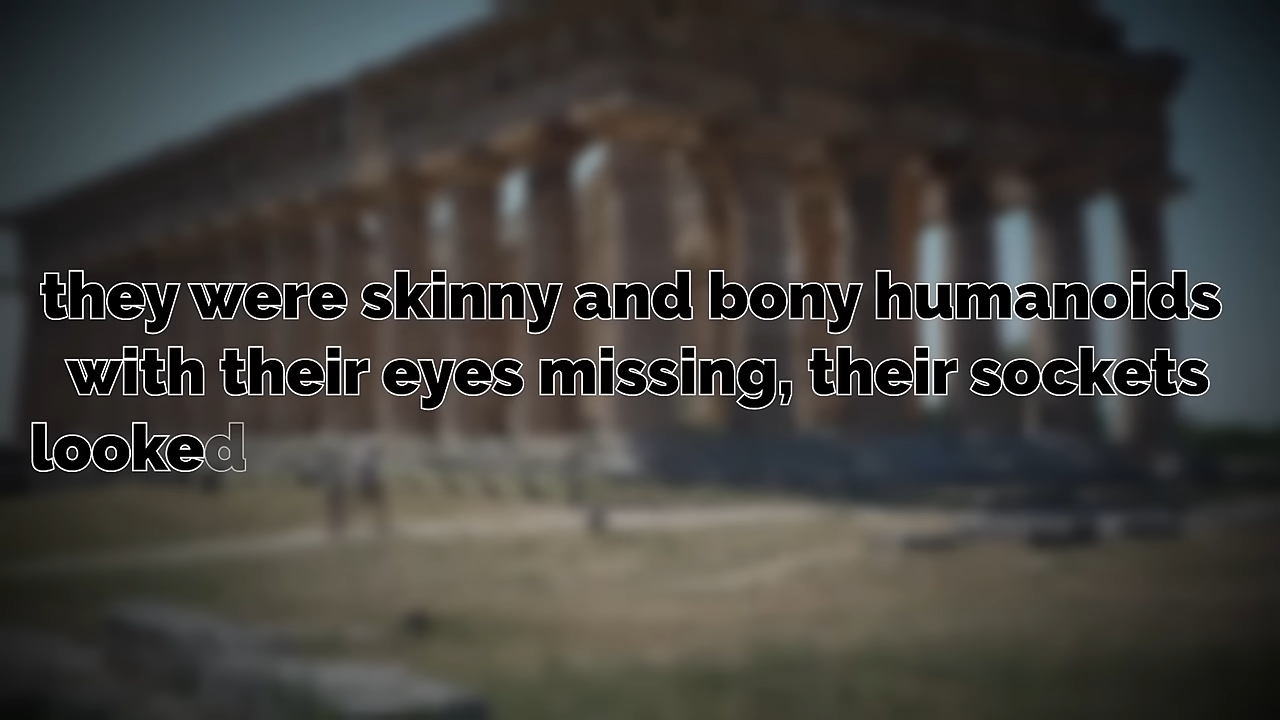 they were skinny and bony humanoids
with their eyes missing, their sockets
looked